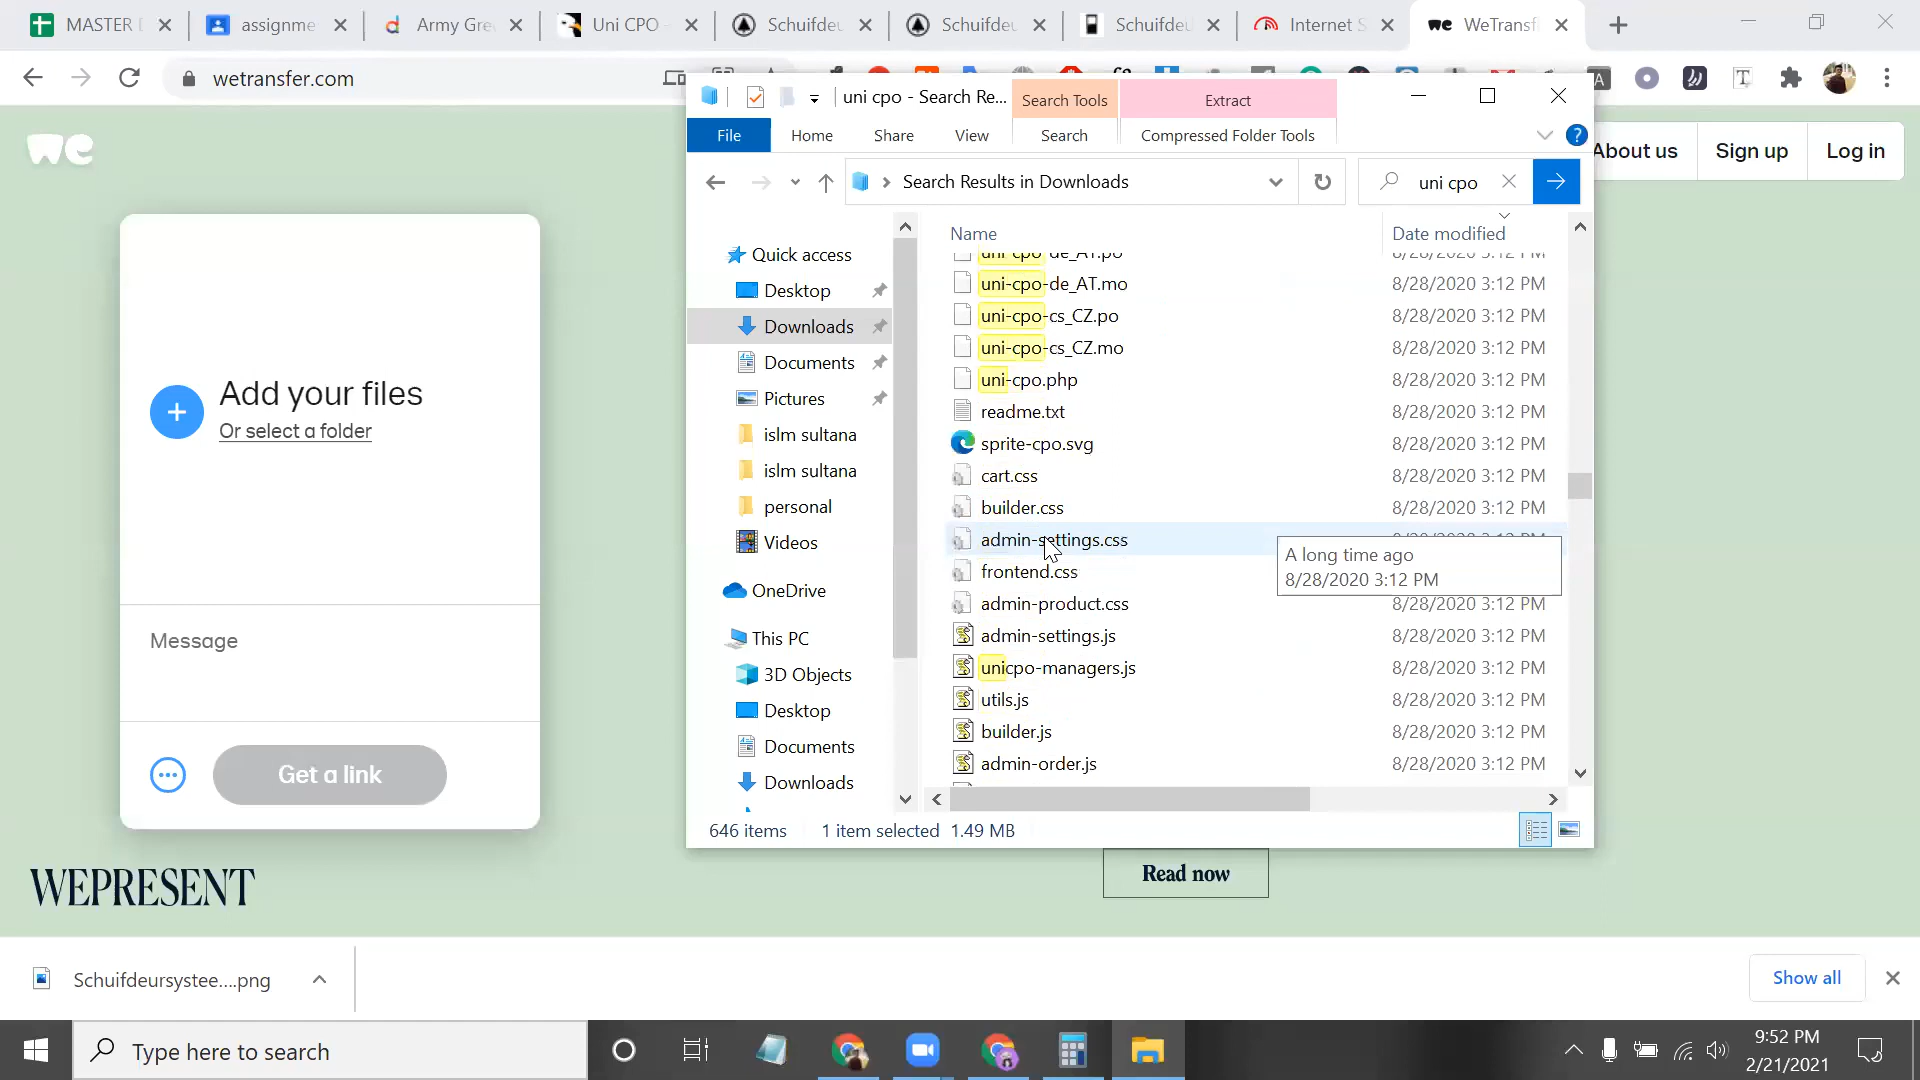 MASTER
assignme
Army Gre
Uni CPO -
Schuifdeu
Schuifdeu
Schuifdeu
Internet S
WeTransf
wetransfer.com
About us
Sign up
Log in
Add your files
Or select a folder
Message
Get a link
WEPRESENT
Read now
uni cpo - Search Re...
Search Tools
Extract
File
Home
Share
View
Search
Compressed Folder Tools
Search Results in Downloads
uni cpo
Name
Date modified
Quick access
Desktop
Downloads
Documents
Pictures
islm sultana
islm sultana
personal
Videos
OneDrive
This PC
3D Objects
Desktop
Documents
Downloads
uni-cpo-de_AT.po 8/28/2020 3:12 PM
uni-cpo-de_AT.mo 8/28/2020 3:12 PM
uni-cpo-cs_CZ.po 8/28/2020 3:12 PM
uni-cpo-cs_CZ.mo 8/28/2020 3:12 PM
uni-cpo.php 8/28/2020 3:12 PM
readme.txt 8/28/2020 3:12 PM
sprite-cpo.svg 8/28/2020 3:12 PM
cart.css 8/28/2020 3:12 PM
builder.css 8/28/2020 3:12 PM
admin-settings.css
frontend.css
admin-product.css 8/28/2020 3:12 PM
admin-settings.js 8/28/2020 3:12 PM
unicpo-managers.js 8/28/2020 3:12 PM
utils.js 8/28/2020 3:12 PM
builder.js 8/28/2020 3:12 PM
admin-order.js 8/28/2020 3:12 PM
A long time ago
8/28/2020 3:12 PM
646 items 1 item selected 1.49 MB
Schuifdeursystee....png
Show all
Type here to search
9:52 PM
2/21/2021